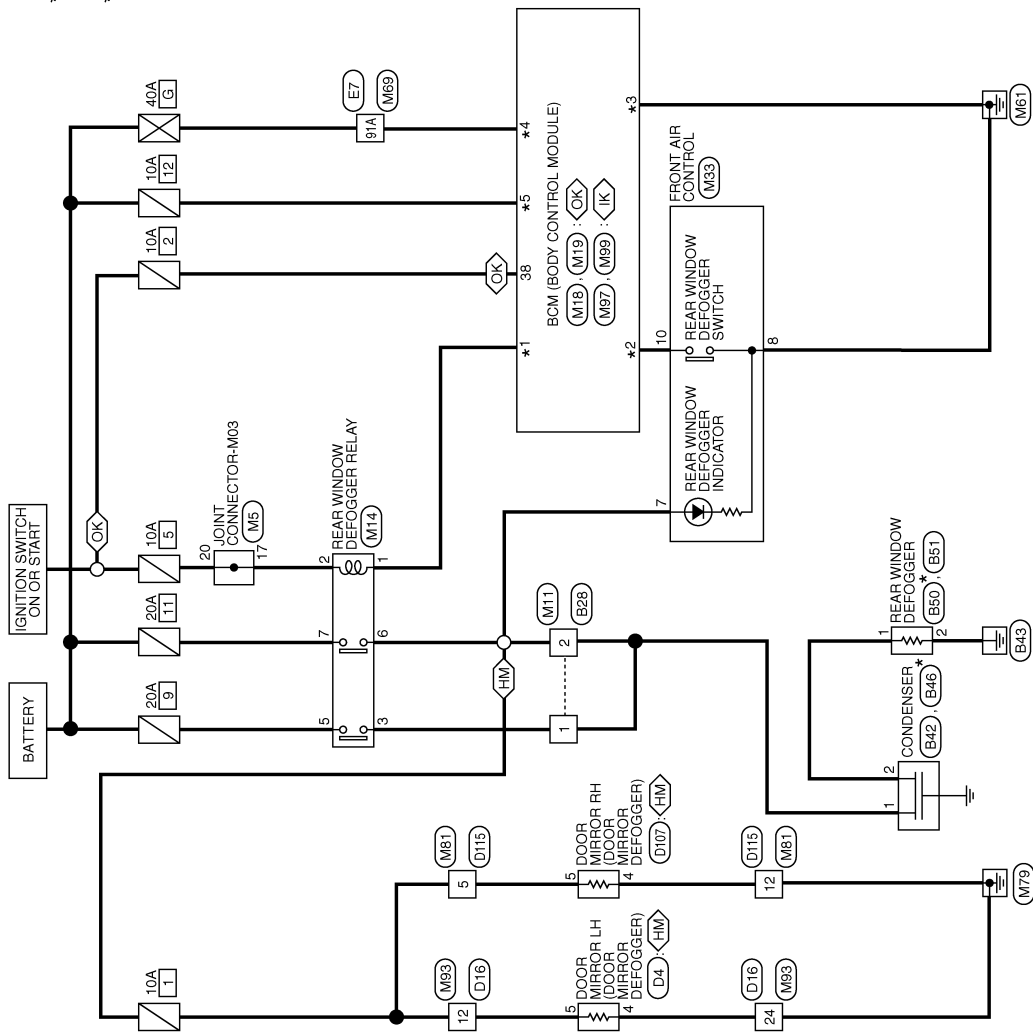 BATTERY
IGNITION SWITCH
ON OR START
20A
9
20A
11
10A
5
OK
10A
2
10A
12
40A
G
20
JOINT
CONNECTOR-M03
M5
17
91A
E7
M69
5
7
2
REAR WINDOW
DEFOGGER RELAY
M14
3
6
1
*1
38
OK
*5
*4
BCM (BODY CONTROL MODULE)
M18 , M19 : OK
M97 , M99 : IK
*2
*3
10
FRONT AIR
CONTROL
M33
7
REAR WINDOW
DEFOGGER
INDICATOR
REAR WINDOW
DEFOGGER
SWITCH
8
M61
HM
1
2
M11
B28
10A
1
12
M93
D16
5
M81
D115
5
DOOR
MIRROR LH
(DOOR
MIRROR
DEFOGGER)
D4 : HM
4
5
DOOR
MIRROR RH
(DOOR
MIRROR
DEFOGGER)
D107 : HM
4
24
D16
M93
12
D115
M81
M79
1
2
CONDENSER*
B42 , B46
1
REAR WINDOW
DEFOGGER*
B50 , B51
2
B43